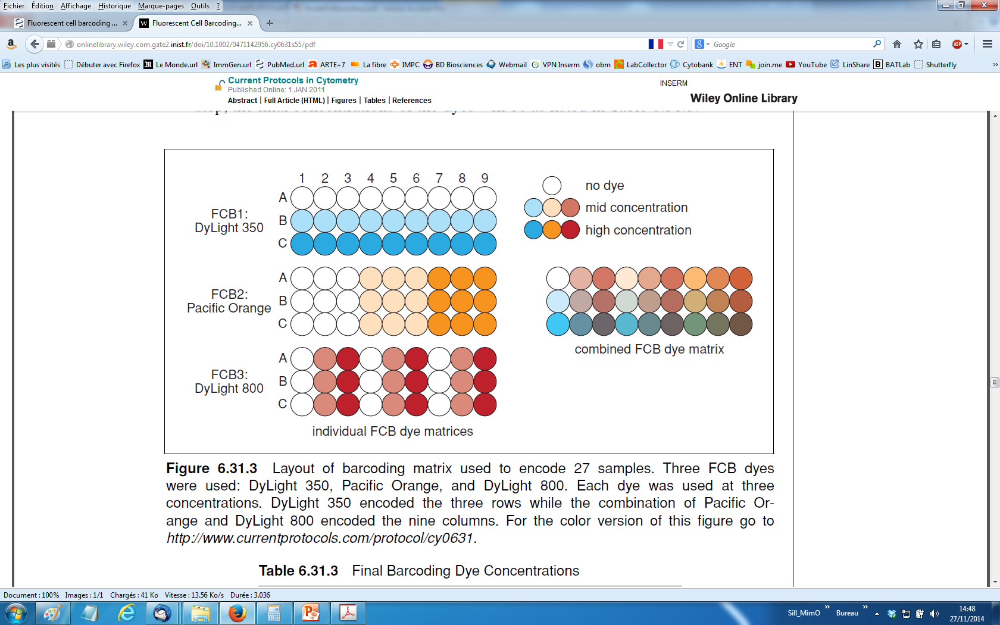 Fichier Édition Affichage Historique Marque-pages Outils ?
Fluorescent cell barcoding ... × W Fluorescent Cell Barcoding... × +
onlinelibrary.wiley.com.gate2.inist.fr/doi/10.1002/0471142956.cy0631s55/pdf
Google
ABP
Les plus visités Débuter avec Firefox Le Monde.url ImmGen.url PubMed.url ARTE+7 La fibre IMPC BD Biosciences Webmail VPN Inserm obm LabCollector Cytobank ENT join.me YouTube LinShare BATLab Shutterfly »
Current Protocols in Cytometry
Published Online: 1 JAN 2011
Abstract | Full Article (HTML) | Figures | Tables | References
INSERM
Wiley Online Library
1 2 3 4 5 6 7 8 9
FCB1:
DyLight 350
A
B
C
no dye
mid concentration
high concentration
FCB2:
Pacific Orange
A
B
C
combined FCB dye matrix
FCB3:
DyLight 800
A
B
C
individual FCB dye matrices
Figure 6.31.3 Layout of barcoding matrix used to encode 27 samples. Three FCB dyes
were used: DyLight 350, Pacific Orange, and DyLight 800. Each dye was used at three
concentrations. DyLight 350 encoded the three rows while the combination of Pacific Or-
ange and DyLight 800 encoded the nine columns. For the color version of this figure go to
http://www.currentprotocols.com/protocol/cy0631.
Table 6.31.3 Final Barcoding Dye Concentrations
Document : 100% Images : 1/1 Chargés : 41 Ko Vitesse : 13.56 Ko/s Durée : 3.036
Sill_MimO » Bureau »
14:48
27/11/2014